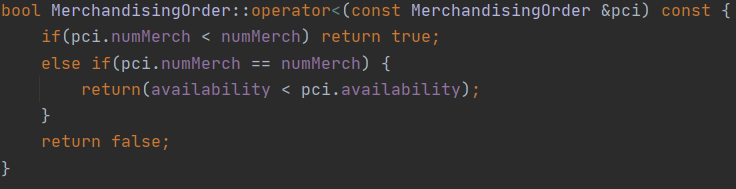 bool MerchandisingOrder::operator<(const MerchandisingOrder &pci) const {
    if(pci.numMerch < numMerch) return true;
    else if(pci.numMerch == numMerch) {
        return(availability < pci.availability);
    }
    return false;
}